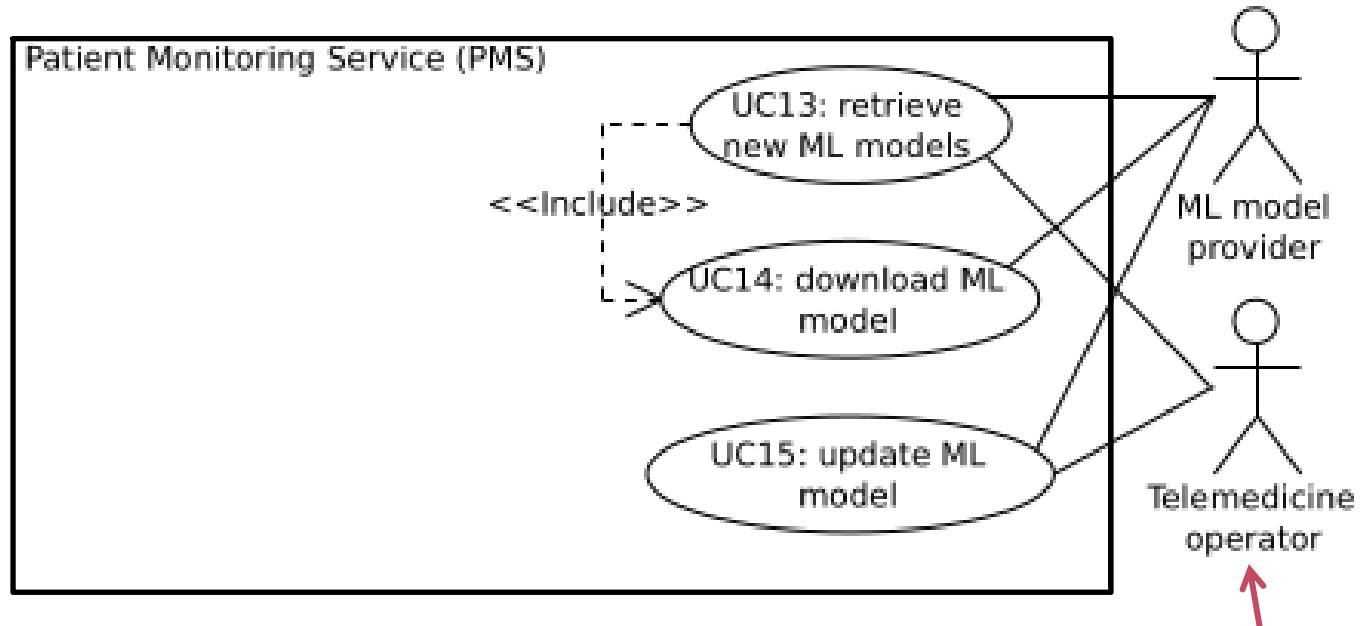 Patient Monitoring Service (PMS)
UC13: retrieve
new ML models
<<Include>>
ML model
provider
UC14: download ML
model
UC15: update ML
model
Telemedicine
operator